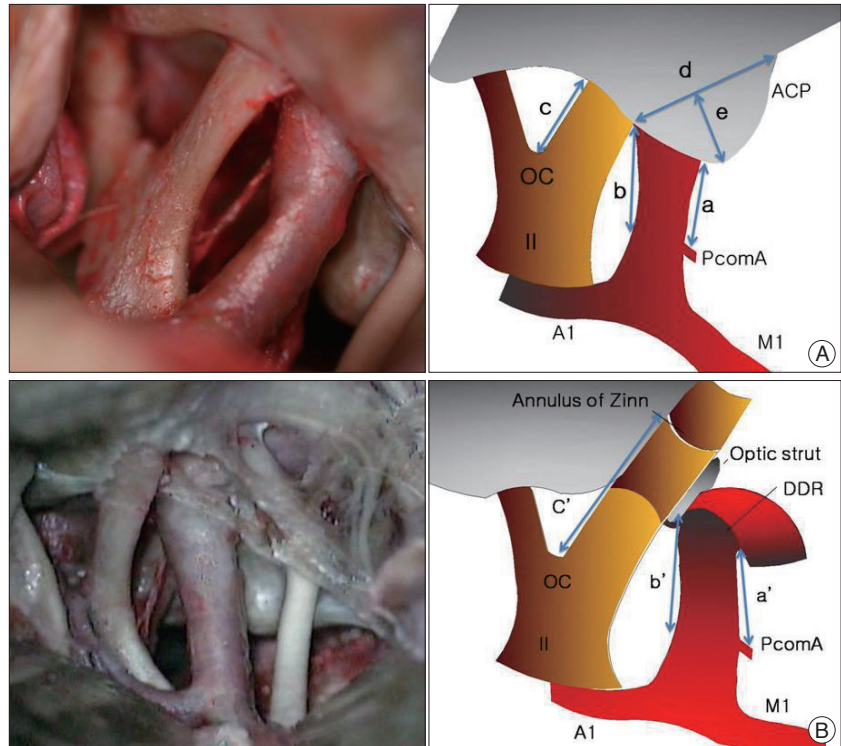 d
ACP
c
e
OC
b
a
II
PcomA
A1
M1
A
Annulus of Zinn
Optic strut
DDR
C'
b'
a'
OC
II
PcomA
M1
A1
B